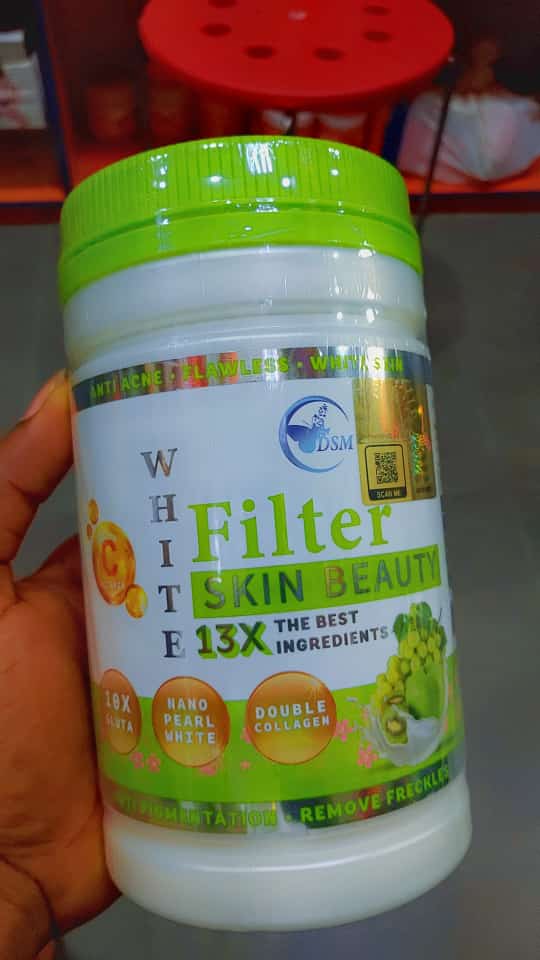 ANTI ACNE • FLAWLESS • WHITE SKIN
DSM
SCAN ME
WHITE
Filter
SKIN BEAUTY
13X THE BEST
INGREDIENTS
C
10X
GLUTA
NANO
PEARL
WHITE
DOUBLE
COLLAGEN
PIGMENTATION • REMOVE FRECKLES